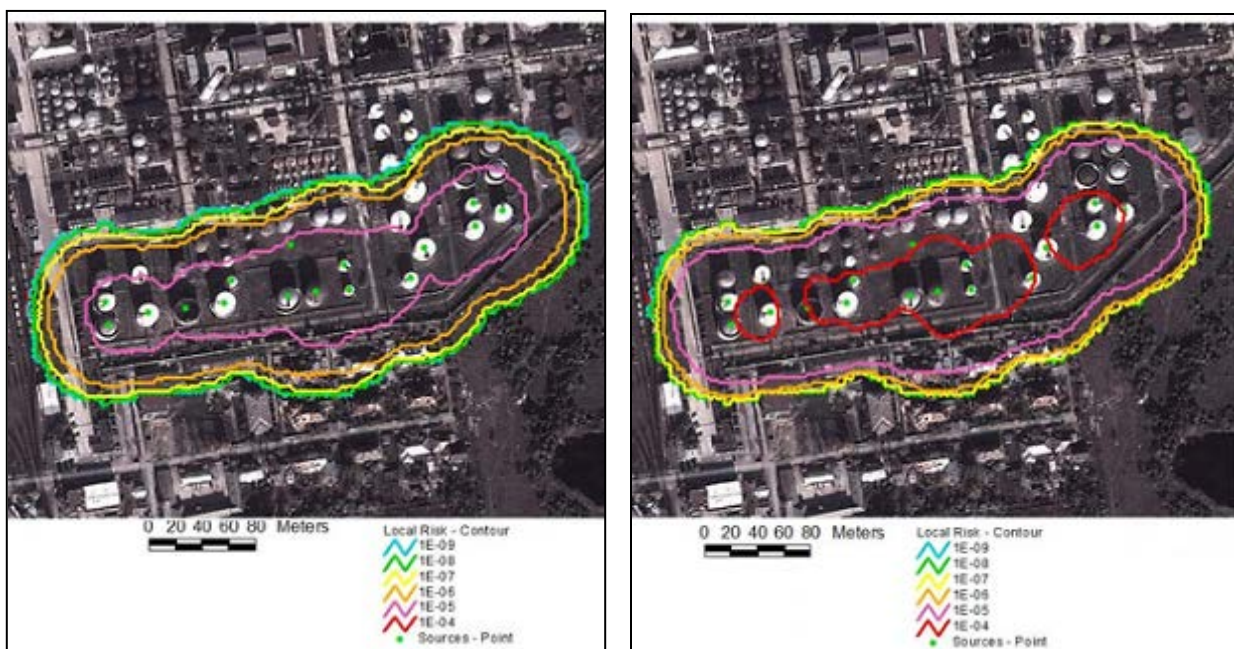 0 20 40 60 80 Meters
Local Risk - Contour
1E-09
1E-08
1E-07
1E-06
1E-05
1E-04
Sources - Point
0 20 40 60 80 Meters
Local Risk - Contour
1E-09
1E-08
1E-07
1E-06
1E-05
1E-04
Sources - Point